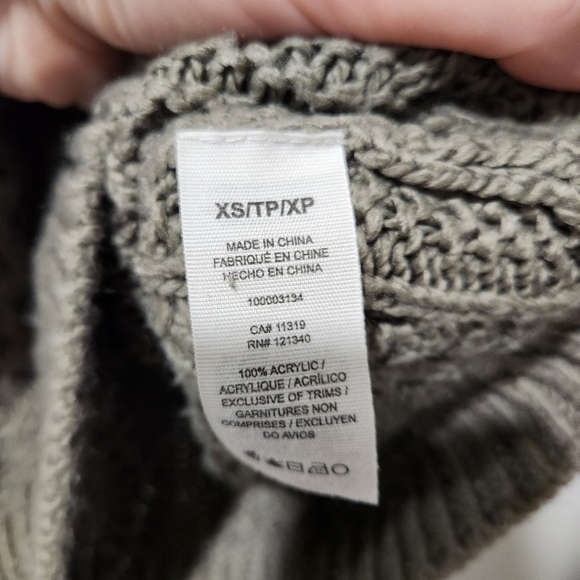 XS/TP/XP
MADE IN CHINA
FABRIQUÉ EN CHINE
HECHO EN CHINA
100003134
CA# 11319
RN# 121340
100% ACRYLIC /
ACRYLIQUE / ACRÍLICO
EXCLUSIVE OF TRIMS /
GARNITURES NON
COMPRISES / EXCLUYEN
DO AVIOS